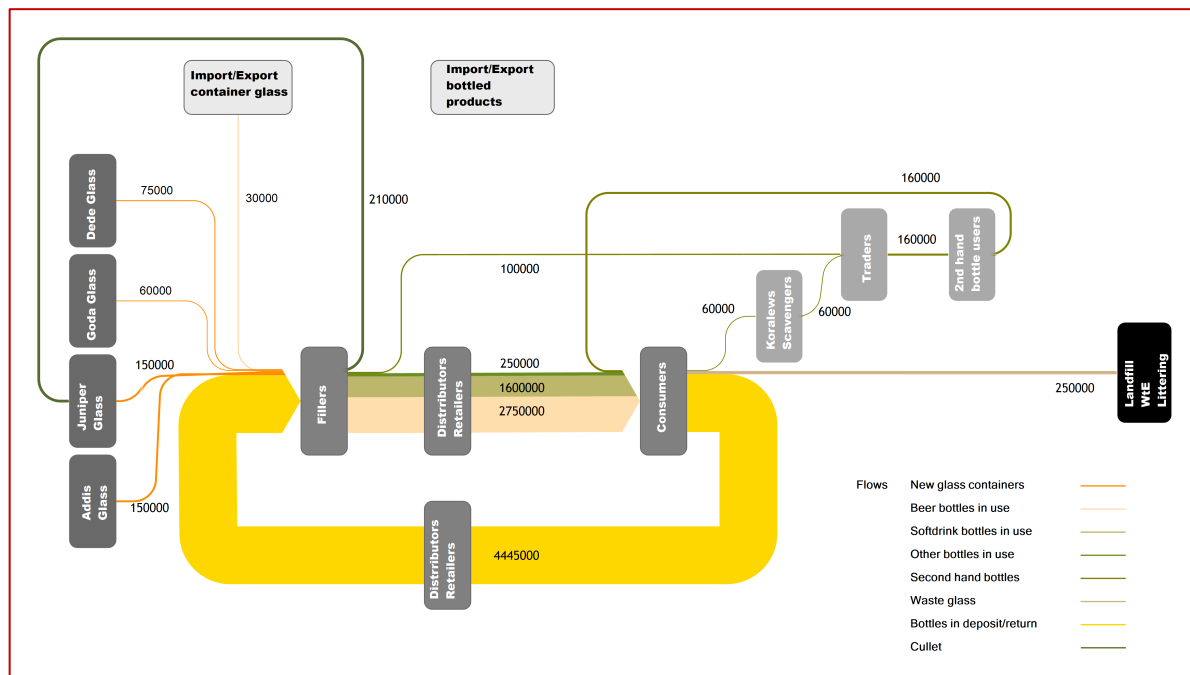 Import/Export
container glass
Import/Export
bottled
products
Dede Glass
75000
30000
210000
160000
Goda Glass
60000
100000
Traders
160000
2nd hand
bottle users
Koralews
Scavengers
60000
60000
Juniper
Glass
150000
Fillers
Distrributors
Retailers
250000
1600000
2750000
Consumers
250000
Landfill
WtE
Littering
Addis
Glass
150000
Distrributors
Retailers
4445000
Flows
New glass containers
Beer bottles in use
Softdrink bottles in use
Other bottles in use
Second hand bottles
Waste glass
Bottles in deposit/return
Cullet